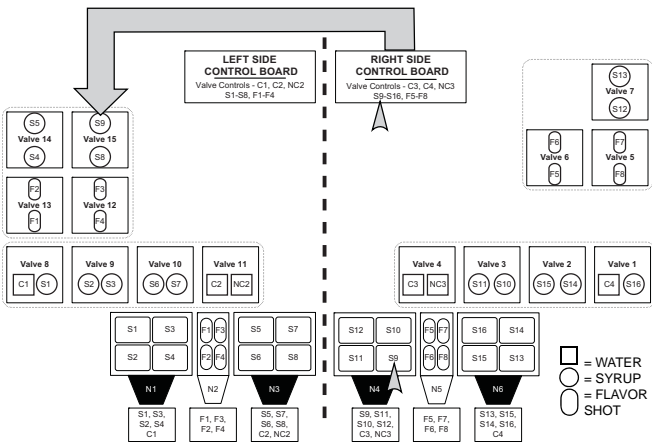 LEFT SIDE
CONTROL BOARD
Valve Controls - C1, C2, NC2
S1-S8, F1-F4
RIGHT SIDE
CONTROL BOARD
Valve Controls - C3, C4, NC3
S9-S16, F5-F8
S5
Valve 14
S4
S9
Valve 15
S8
F2
Valve 13
F1
F3
Valve 12
F4
S13
Valve 7
S12
F6
Valve 6
F5
F7
Valve 5
F8
Valve 8
C1 S1
Valve 9
S2 S3
Valve 10
S6 S7
Valve 11
C2 NC2
Valve 4
C3 NC3
Valve 3
S11 S10
Valve 2
S15 S14
Valve 1
C4 S16
S1 S3
S2 S4
N1
F1 F3
F2 F4
N2
S5 S7
S6 S8
N3
S12 S10
S11 S9
N4
F5 F7
F6 F8
N5
S16 S14
S15 S13
N6
S1, S3,
S2, S4
C1
F1, F3,
F2, F4
S5, S7,
S6, S8,
C2, NC2
S9, S11,
S10, S12,
C3, NC3
F5, F7,
F6, F8
S13, S15,
S14, S16,
C4
= WATER
= SYRUP
= FLAVOR
SHOT